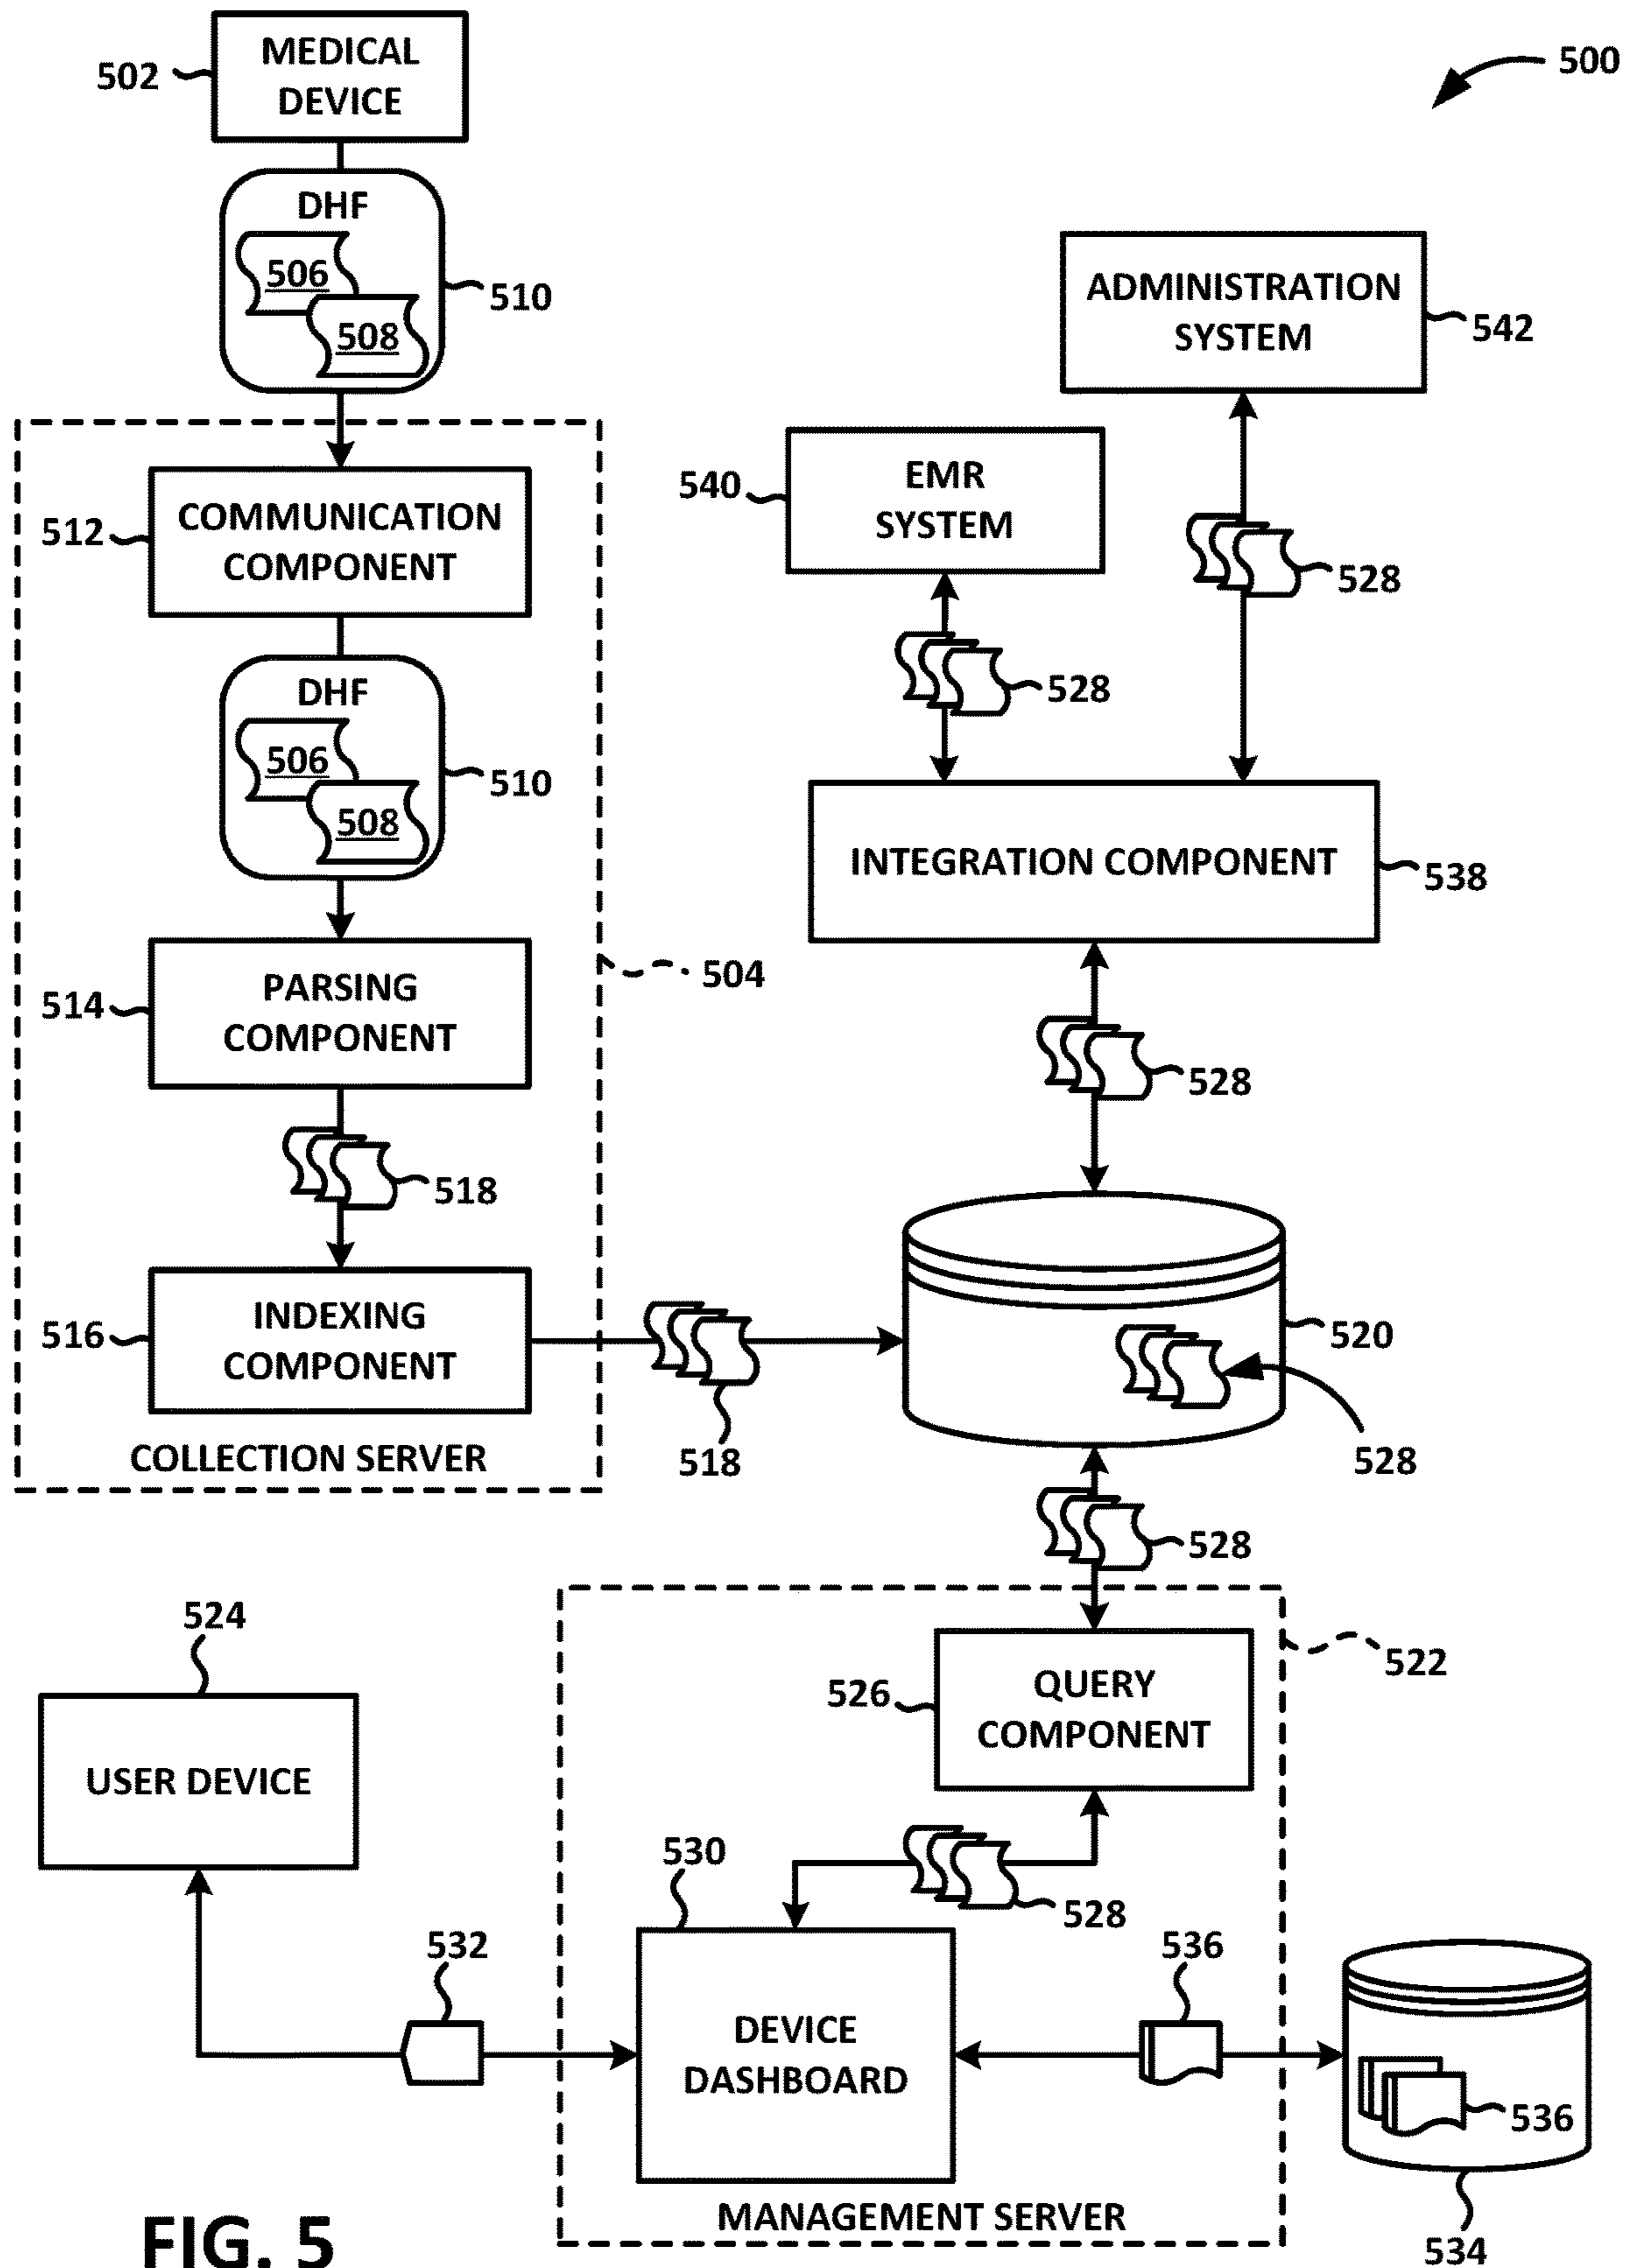 MEDICAL
DEVICE
502
500
DHF
506
508
510
ADMINISTRATION
SYSTEM
542
528
EMR
SYSTEM
540
528
COMMUNICATION
COMPONENT
512
DHF
506
508
510
INTEGRATION COMPONENT
538
504
PARSING
COMPONENT
514
528
518
INDEXING
COMPONENT
516
518
520
528
COLLECTION SERVER
528
524
522
QUERY
COMPONENT
526
USER DEVICE
530
528
532
536
DEVICE
DASHBOARD
536
MANAGEMENT SERVER
534
FIG. 5